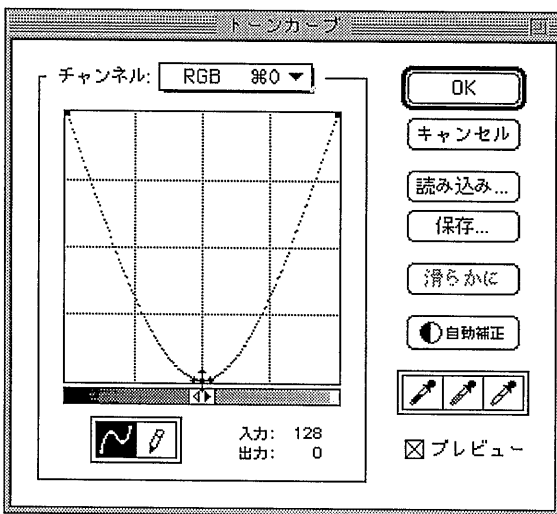 トーンカーブ
チャンネル: RGB ⌘0
OK
キャンセル
読み込み...
保存...
滑らかに
自動補正
入力: 128
出力: 0
プレビュー